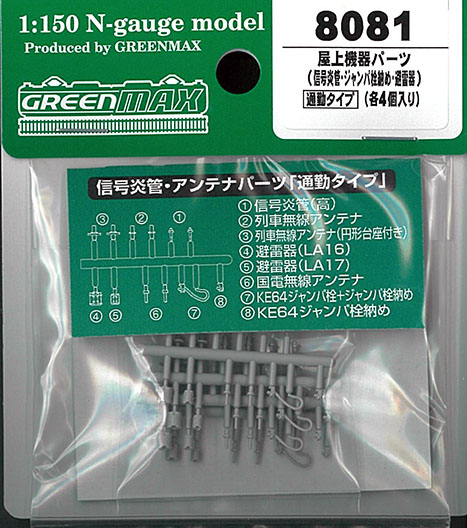 1:150 N-gauge model
Produced by GREENMAX
GREENMAX
8081
屋上機器パーツ
(信号炎管・ジャンパ栓納め・避雷器)
通勤タイプ (各4個入り)
信号炎管・アンテナパーツ「通勤タイプ」
③ ② ①
④ ⑤ ⑥ ⑦ ⑧
①信号炎管(高)
②列車無線アンテナ
③列車無線アンテナ(円形台座付き)
④避雷器(LA16)
⑤避雷器(LA17)
⑥国電無線アンテナ
⑦KE64ジャンパ栓+ジャンパ栓納め
⑧KE64ジャンパ栓納め